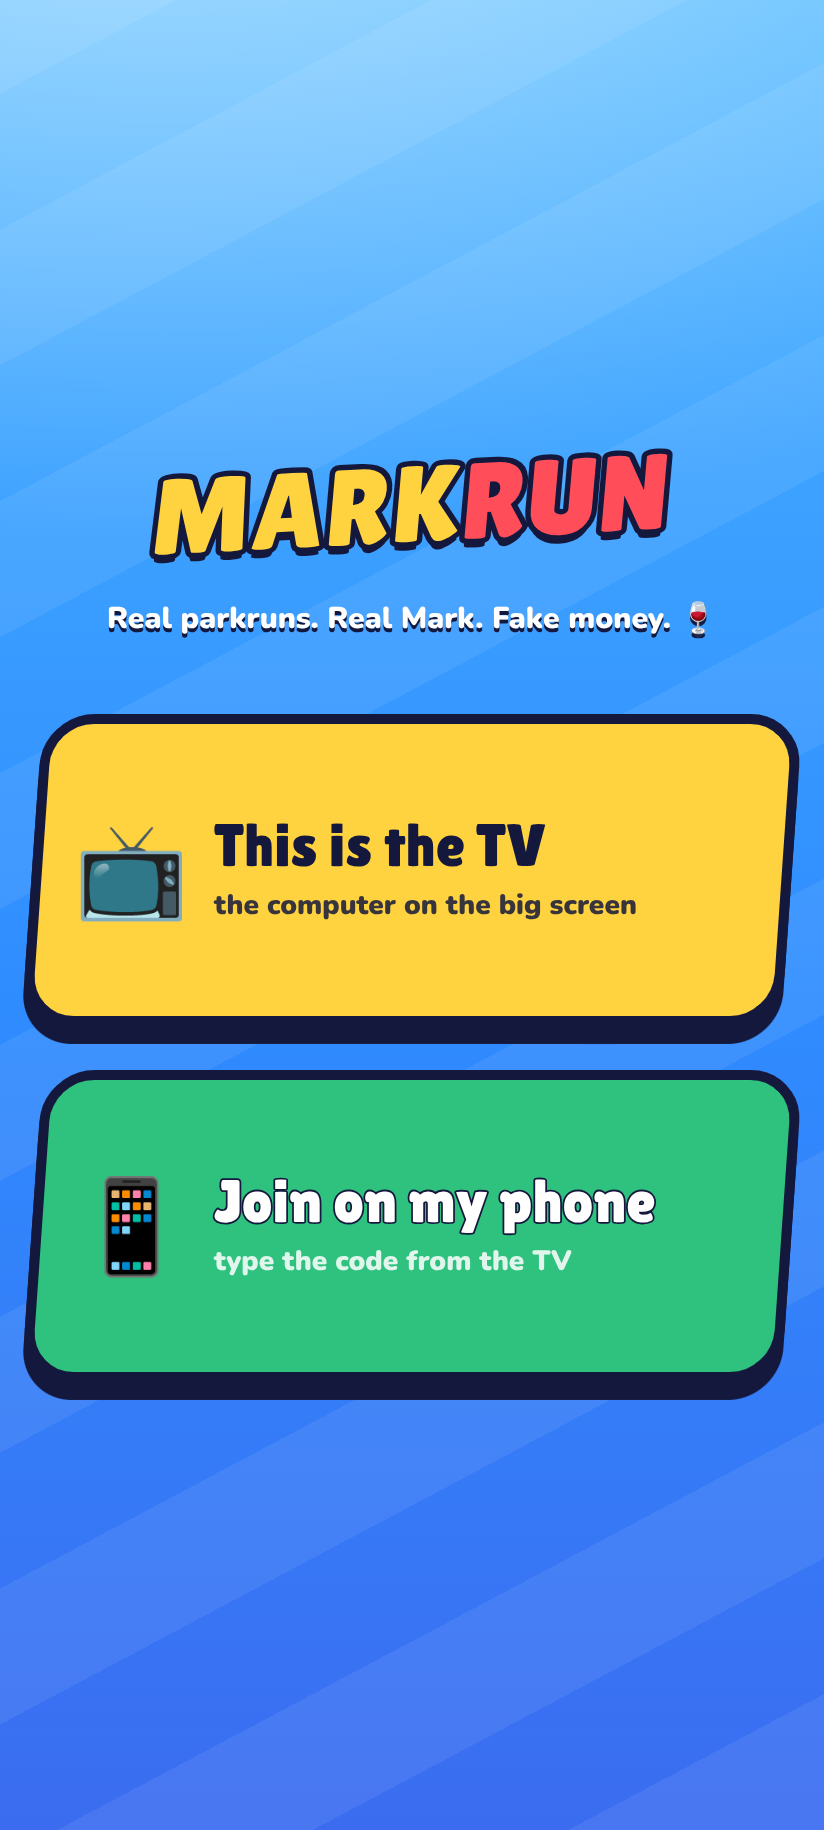 MARKRUN
Real parkruns. Real Mark. Fake money. 🍷
This is the TV
the computer on the big screen
Join on my phone
type the code from the TV